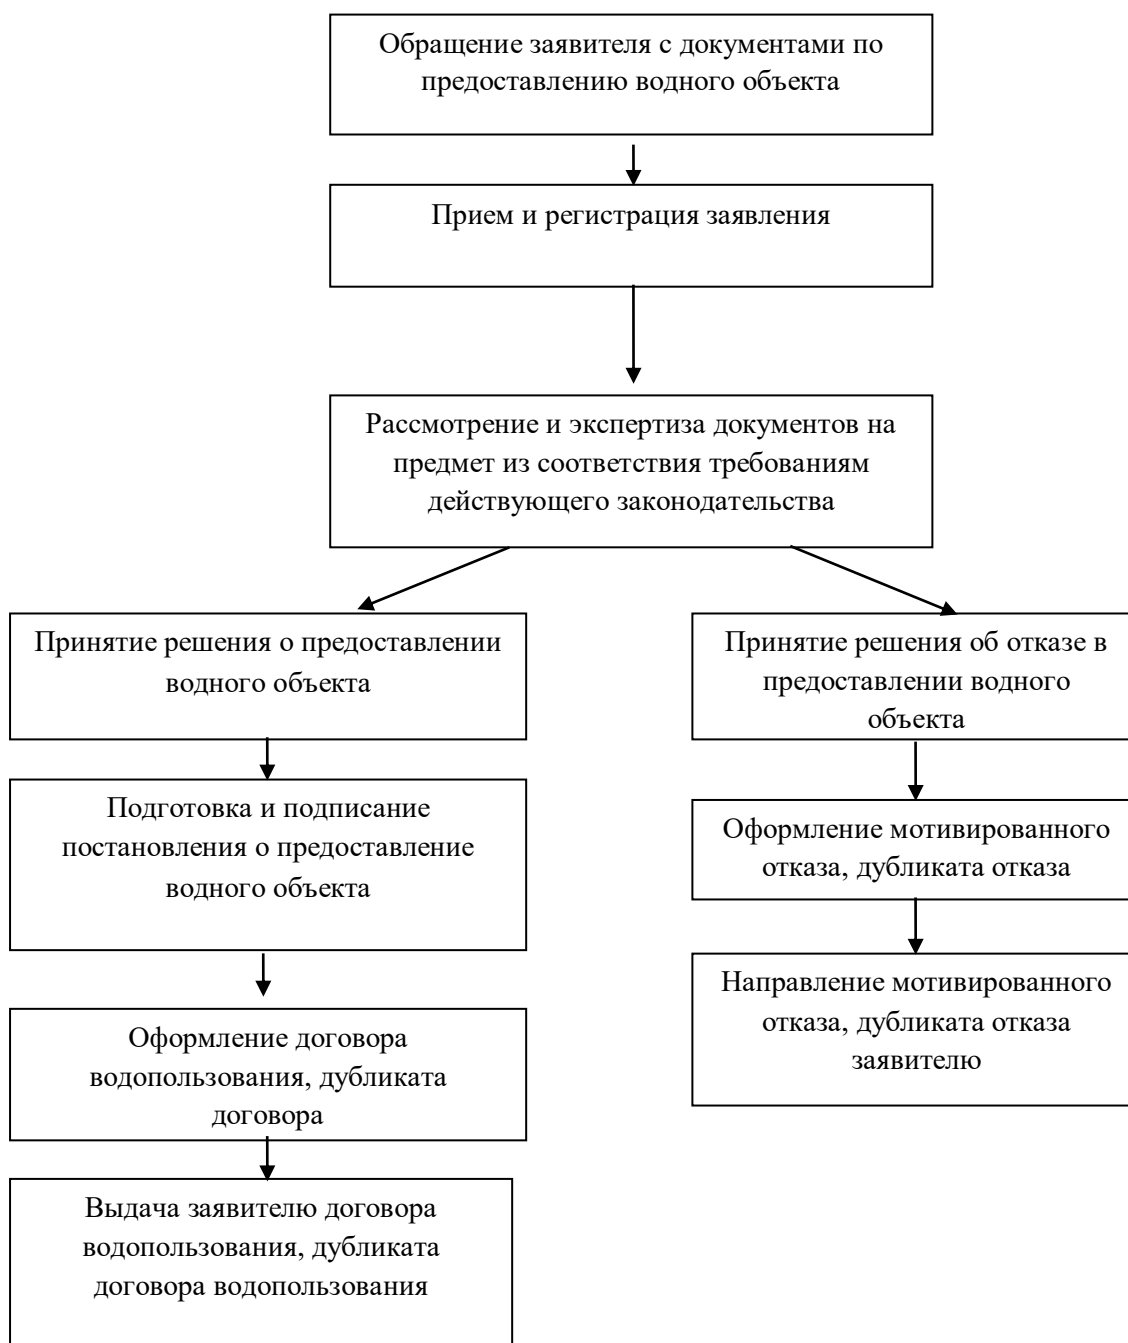 Обращение заявителя с документами по
предоставлению водного объекта
Прием и регистрация заявления
Рассмотрение и экспертиза документов на
предмет из соответствия требованиям
действующего законодательства
Принятие решения о предоставлении
водного объекта
Принятие решения об отказе в
предоставлении водного
объекта
Подготовка и подписание
постановления о предоставление
водного объекта
Оформление мотивированного
отказа, дубликата отказа
Направление мотивированного
отказа, дубликата отказа
заявителю
Оформление договора
водопользования, дубликата
договора
Выдача заявителю договора
водопользования, дубликата
договора водопользования